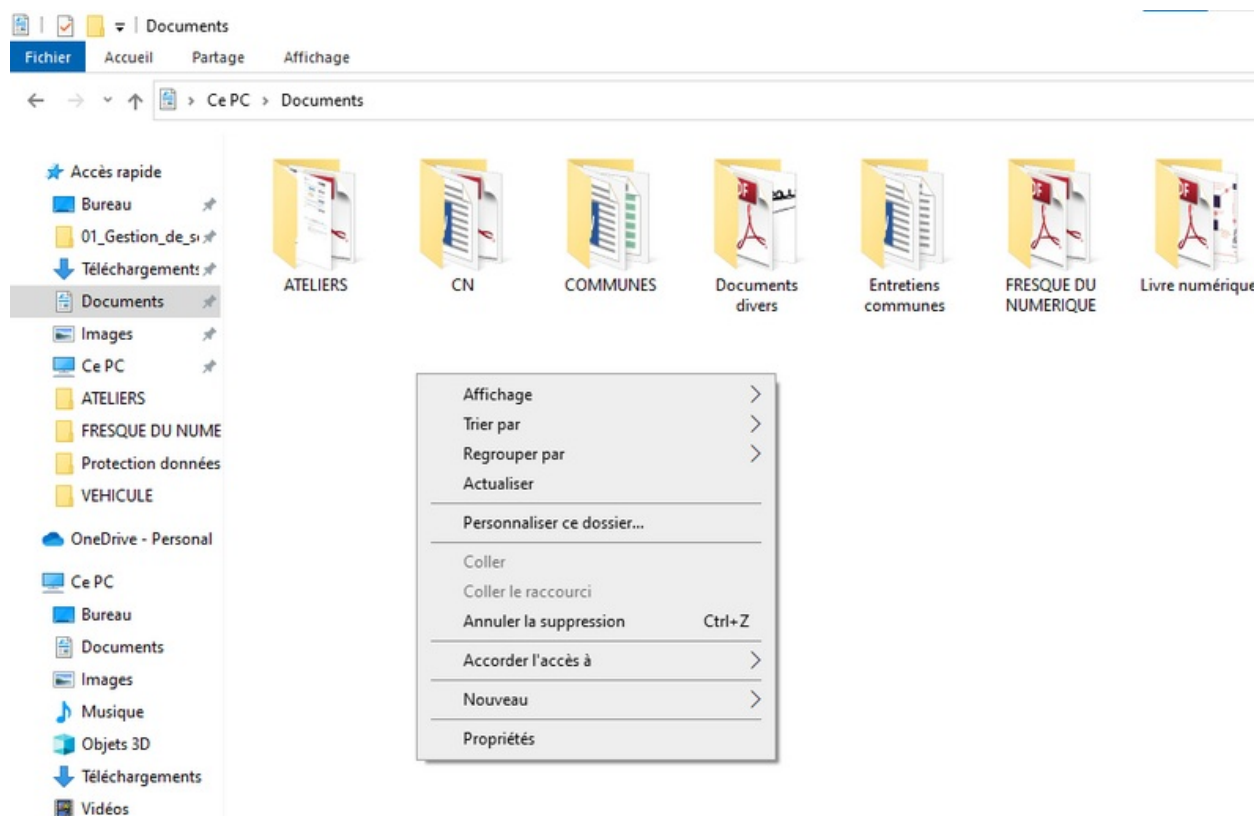 Documents
Fichier Accueil Partage Affichage
Ce PC > Documents
Accès rapide
Bureau
01_Gestion_de_s
Téléchargements
Documents
Images
Ce PC
ATELIERS
FRESQUE DU NUME
Protection données
VEHICULE
OneDrive - Personal
Ce PC
Bureau
Documents
Images
Musique
Objets 3D
Téléchargements
Vidéos
ATELIERS
CN
COMMUNES
Documents
divers
Entretiens
communes
FRESQUE DU
NUMERIQUE
Livre numérique
Affichage
Trier par
Regrouper par
Actualiser
Personnaliser ce dossier...
Coller
Coller le raccourci
Annuler la suppression Ctrl+Z
Accorder l'accès à
Nouveau
Propriétés